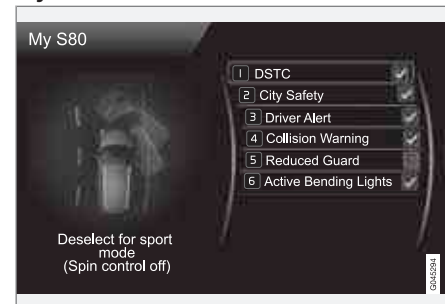 My S80
1 DSTC
2 City Safety
3 Driver Alert
4 Collision Warning
5 Reduced Guard
6 Active Bending Lights
Deselect for sport
mode
(Spin control off)
G045294